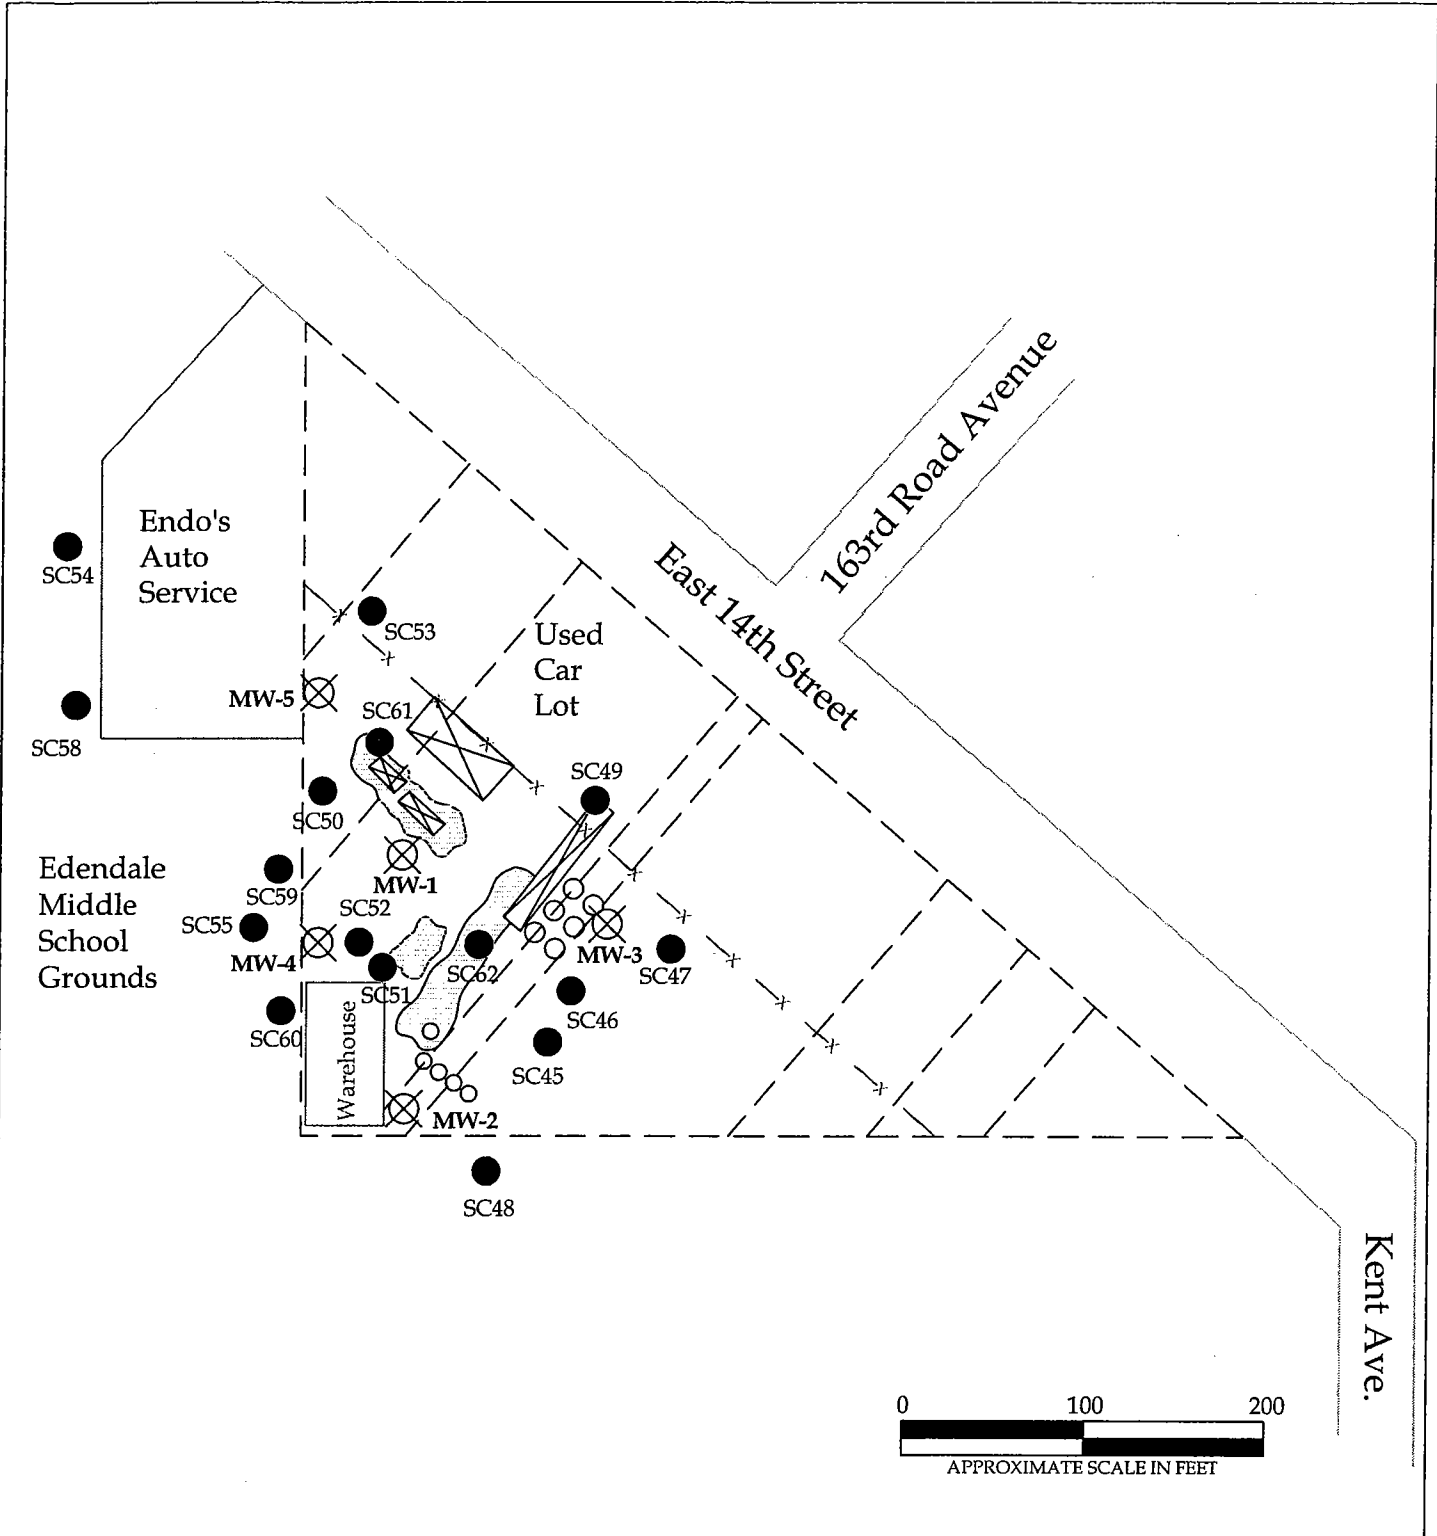 163rd Road Avenue
East 14th Street
Endo's
Auto
Service
SC54
SC53
Used
Car
Lot
MW-5
SC61
SC58
SC49
SC50
Edendale
Middle
School
Grounds
MW-1
SC59
SC52
SC55
MW-4
SC62
MW-3
SC47
SC51
SC46
SC60
Warehouse
SC45
MW-2
SC48
Kent Ave.
0 100 200
APPROXIMATE SCALE IN FEET